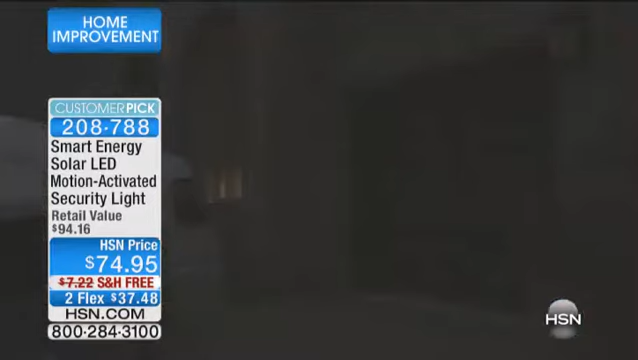 HOME
IMPROVEMENT
CUSTOMERPICK
208-788
Smart Energy
Solar LED
Motion-Activated
Security Light
Retail Value
$94.16
HSN Price
$74.95
$7.22 S&H FREE
2 Flex $37.48
HSN.COM
800-284-3100
HSN